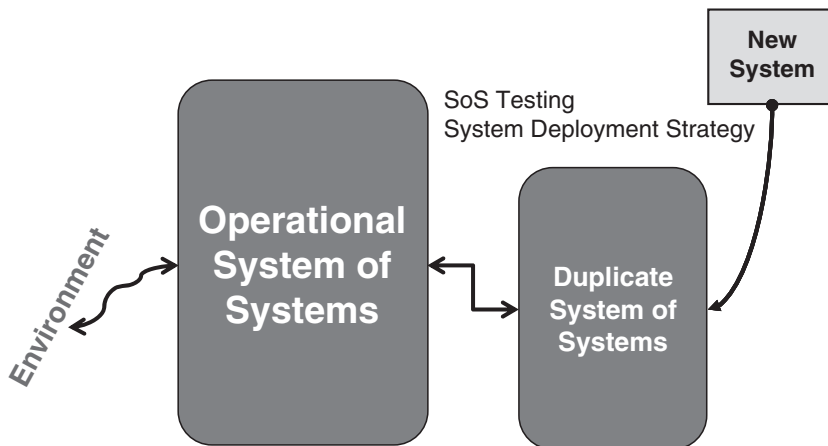 New
System
SoS Testing
System Deployment Strategy
Operational
System of
Systems
Duplicate
System of
Systems
Environment